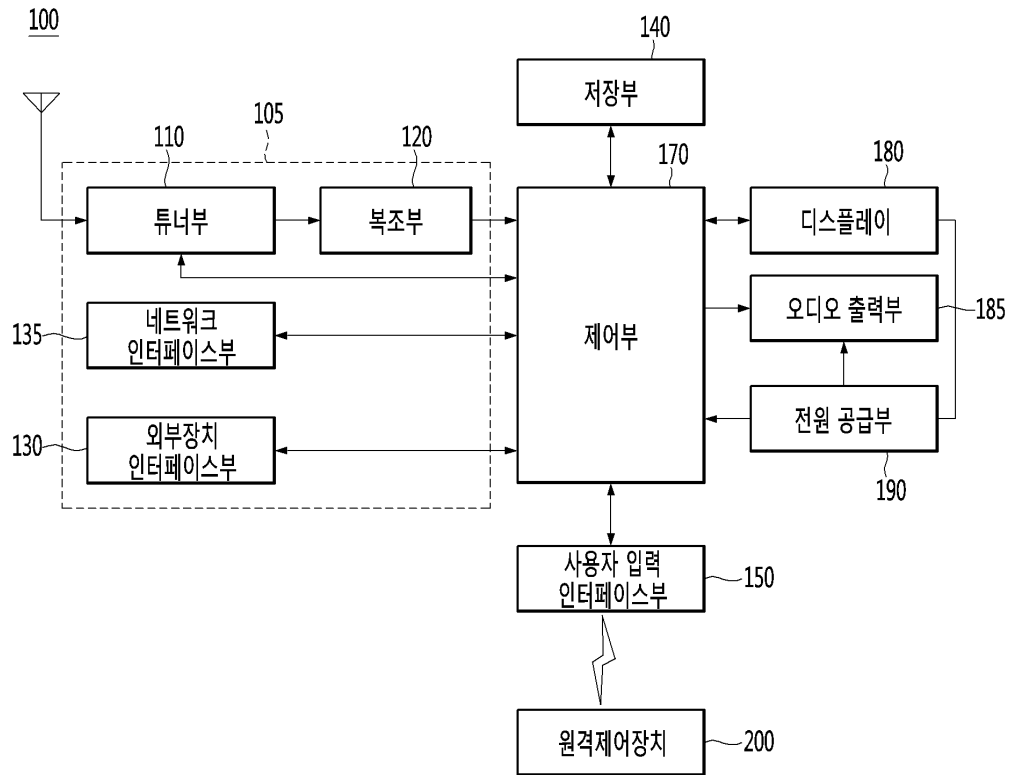 100
140
저장부
105
110
120
170
180
튜너부
복조부
디스플레이
135
네트워크
인터페이스부
제어부
오디오 출력부
185
130
외부장치
인터페이스부
전원 공급부
190
사용자 입력
인터페이스부
150
원격제어장치
200